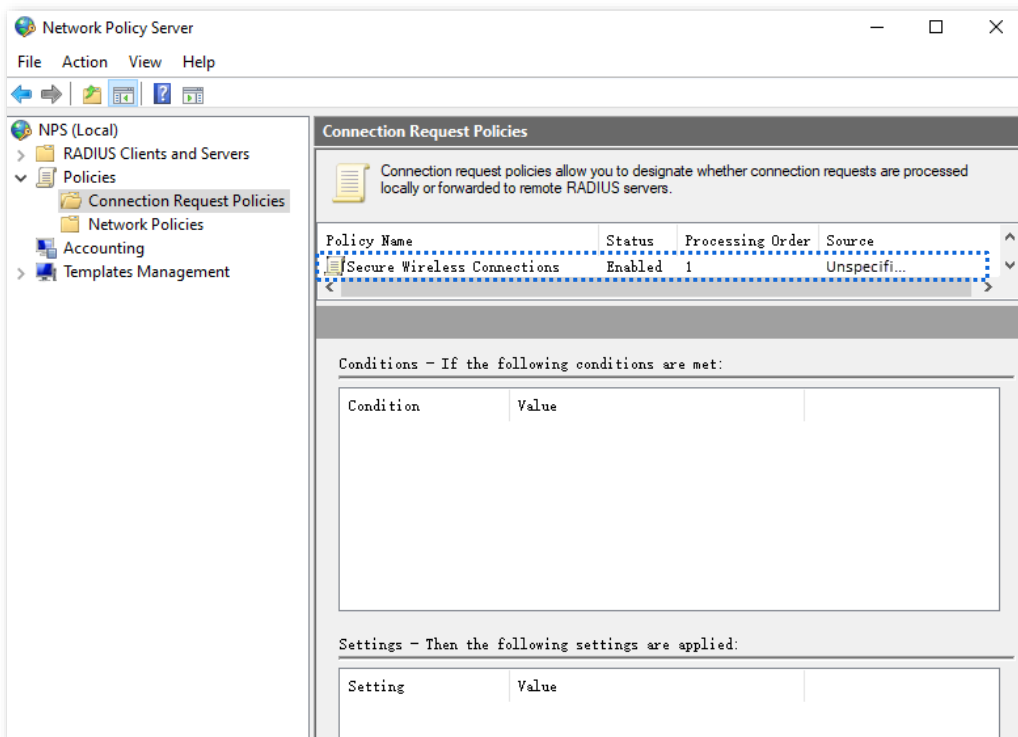 Network Policy Server
File Action View Help
NPS (Local)
RADIUS Clients and Servers
Policies
Connection Request Policies
Network Policies
Accounting
Templates Management
Connection Request Policies
Connection request policies allow you to designate whether connection requests are processed
locally or forwarded to remote RADIUS servers.
Policy Name Status Processing Order Source
Secure Wireless Connections Enabled 1 Unspecifi...
Conditions - If the following conditions are met:
Condition Value
Settings - Then the following settings are applied:
Setting Value